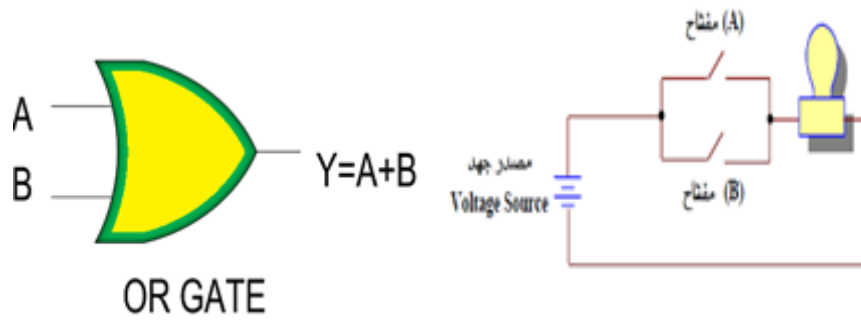 A
B
Y=A+B
OR GATE
مفتاح (A)
مصدر جهد
Voltage Source
مفتاح (B)